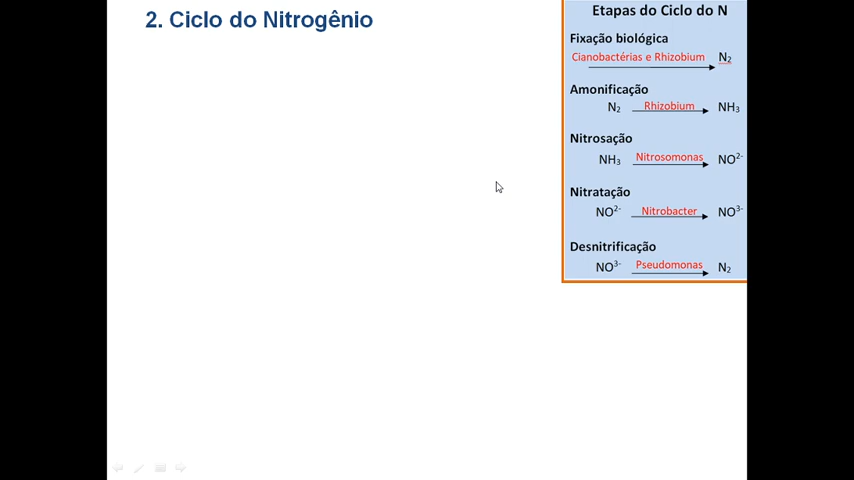 2. Ciclo do Nitrogênio
Etapas do Ciclo do N
Fixação biológica
Cianobactérias e Rhizobium N₂
Amonificação
N₂ Rhizobium NH₃
Nitrosação
NH₃ Nitrosomonas NO²⁻
Nitratação
NO²⁻ Nitrobacter NO³⁻
Desnitrificação
NO³⁻ Pseudomonas N₂